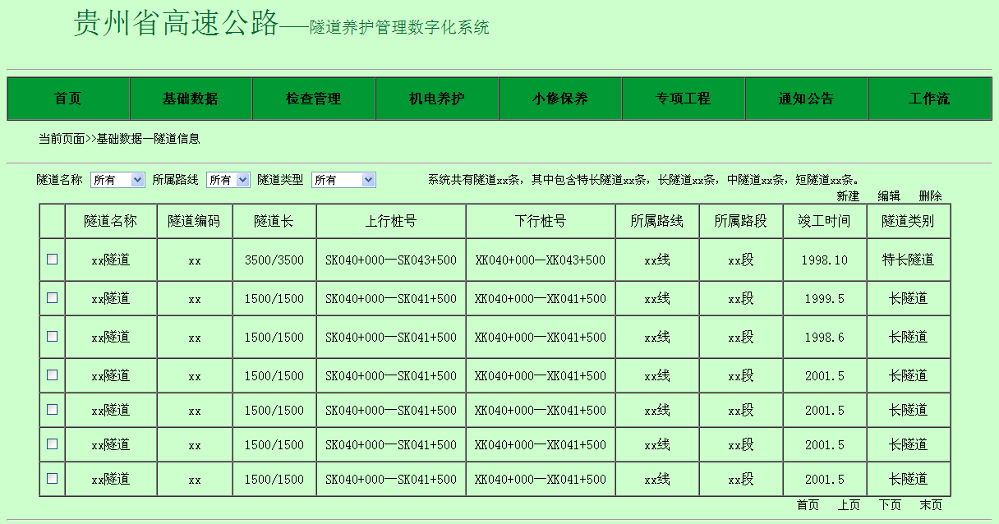 贵州省高速公路——隧道养护管理数字化系统
首页 基础数据 检查管理 机电养护 小修保养 专项工程 通知公告 工作流
当前页面>>基础数据—隧道信息
隧道名称 所有 所属路线 所有 隧道类型 所有 系统共有隧道xx条，其中包含特长隧道xx条，长隧道xx条，中隧道xx条，短隧道xx条。
新建 编辑 删除
隧道名称 隧道编码 隧道长 上行桩号 下行桩号 所属路线 所属路段 竣工时间 隧道类别
xx隧道 xx 3500/3500 SK040+000—SK043+500 XK040+000—XK043+500 xx线 xx段 1998.10 特长隧道
xx隧道 xx 1500/1500 SK040+000—SK041+500 XK040+000—XK041+500 xx线 xx段 1999.5 长隧道
xx隧道 xx 1500/1500 SK040+000—SK041+500 XK040+000—XK041+500 xx线 xx段 1998.6 长隧道
xx隧道 xx 1500/1500 SK040+000—SK041+500 XK040+000—XK041+500 xx线 xx段 2001.5 长隧道
xx隧道 xx 1500/1500 SK040+000—SK041+500 XK040+000—XK041+500 xx线 xx段 2001.5 长隧道
xx隧道 xx 1500/1500 SK040+000—SK041+500 XK040+000—XK041+500 xx线 xx段 2001.5 长隧道
xx隧道 xx 1500/1500 SK040+000—SK041+500 XK040+000—XK041+500 xx线 xx段 2001.5 长隧道
首页 上页 下页 末页